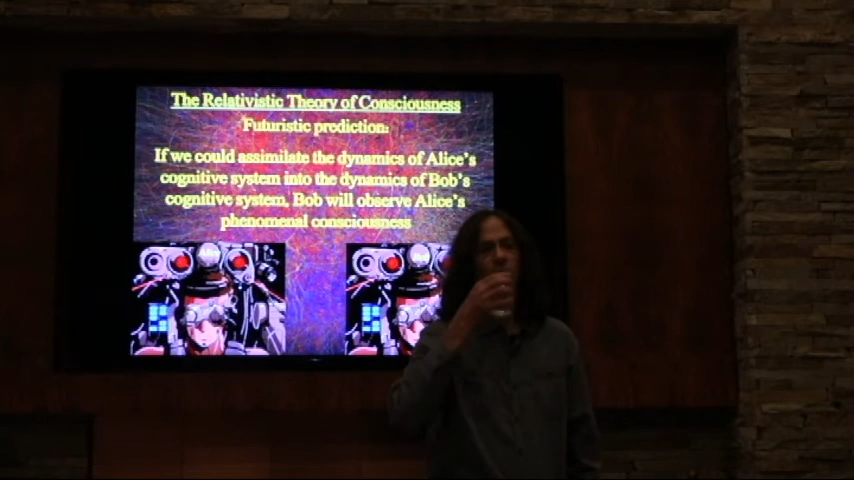 The Relativistic Theory of Consciousness
Futuristic prediction:
If we could assimilate the dynamics of Alice's
cognitive system into the dynamics of Bob's
cognitive system, Bob will observe Alice's
phenomenal consciousness
Alice